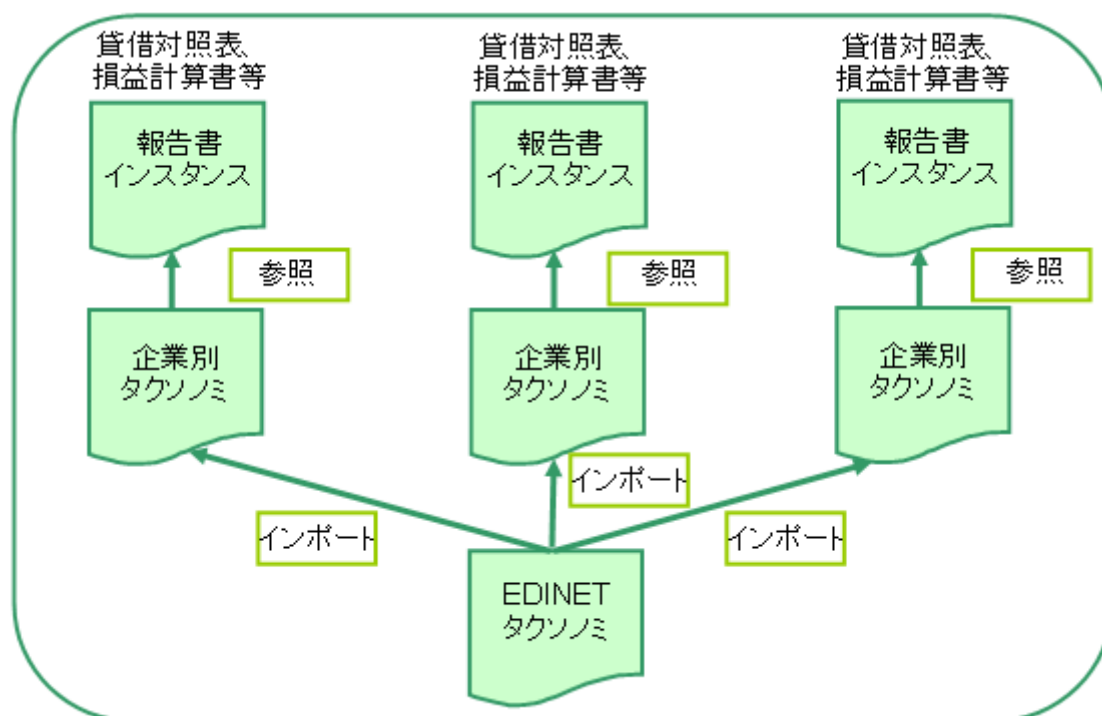 貸借対照表、
損益計算書等
貸借対照表、
損益計算書等
貸借対照表、
損益計算書等
報告書
インスタンス
報告書
インスタンス
報告書
インスタンス
参照
参照
参照
企業別
タクソノミ
企業別
タクソノミ
企業別
タクソノミ
インポート
インポート
インポート
EDINET
タクソノミ